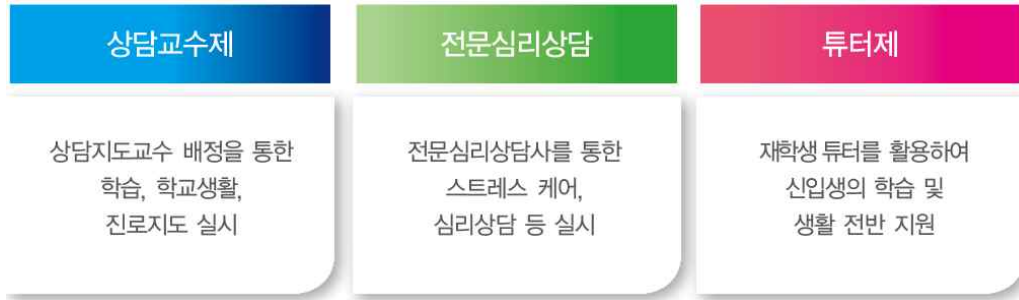 상담교수제
상담지도교수 배정을 통한
학습, 학교생활,
진로지도 실시
전문심리상담
전문심리상담사를 통한
스트레스 케어,
심리상담 등 실시
튜터제
재학생 튜터를 활용하여
신입생의 학습 및
생활 전반 지원